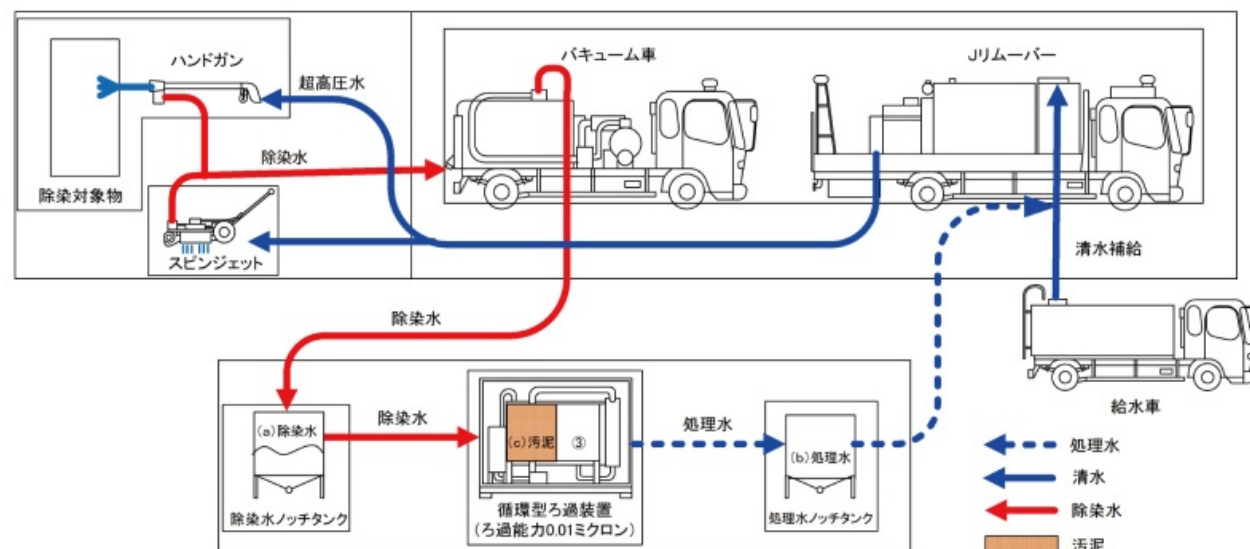 ハンドガン
超高圧水
バキューム車
Jリムーバー
除染水
除染対象物
スピンジェット
清水補給
除染水
給水車
(a)除染水
除染水
(c)汚泥
③
処理水
(b)処理水
除染水ノッチタンク
循環型ろ過装置
(ろ過能力0.01ミクロン)
処理水ノッチタンク
処理水
清水
除染水
汚泥